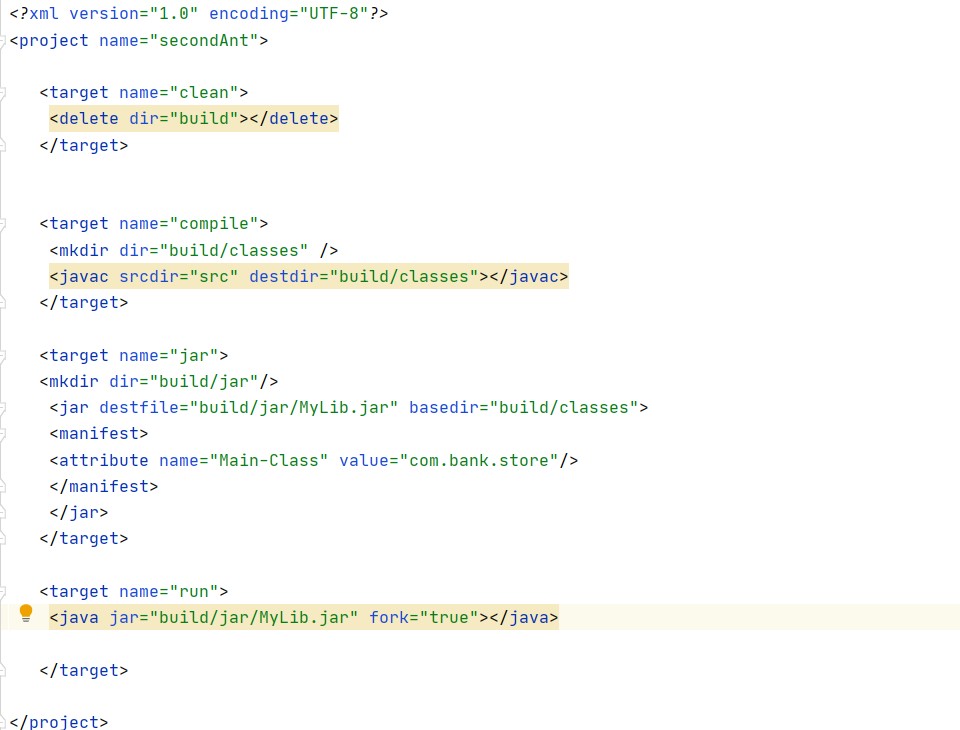 <?xml version="1.0" encoding="UTF-8"?>
<project name="secondAnt">
<target name="clean">
<delete dir="build"></delete>
</target>
<target name="compile">
<mkdir dir="build/classes" />
<javac srcdir="src" destdir="build/classes"></javac>
</target>
<target name="jar">
<mkdir dir="build/jar"/>
<jar destfile="build/jar/MyLib.jar" basedir="build/classes">
<manifest>
<attribute name="Main-Class" value="com.bank.store"/>
</manifest>
</jar>
</target>
<target name="run">
<java jar="build/jar/MyLib.jar" fork="true"></java>
</target>
</project>